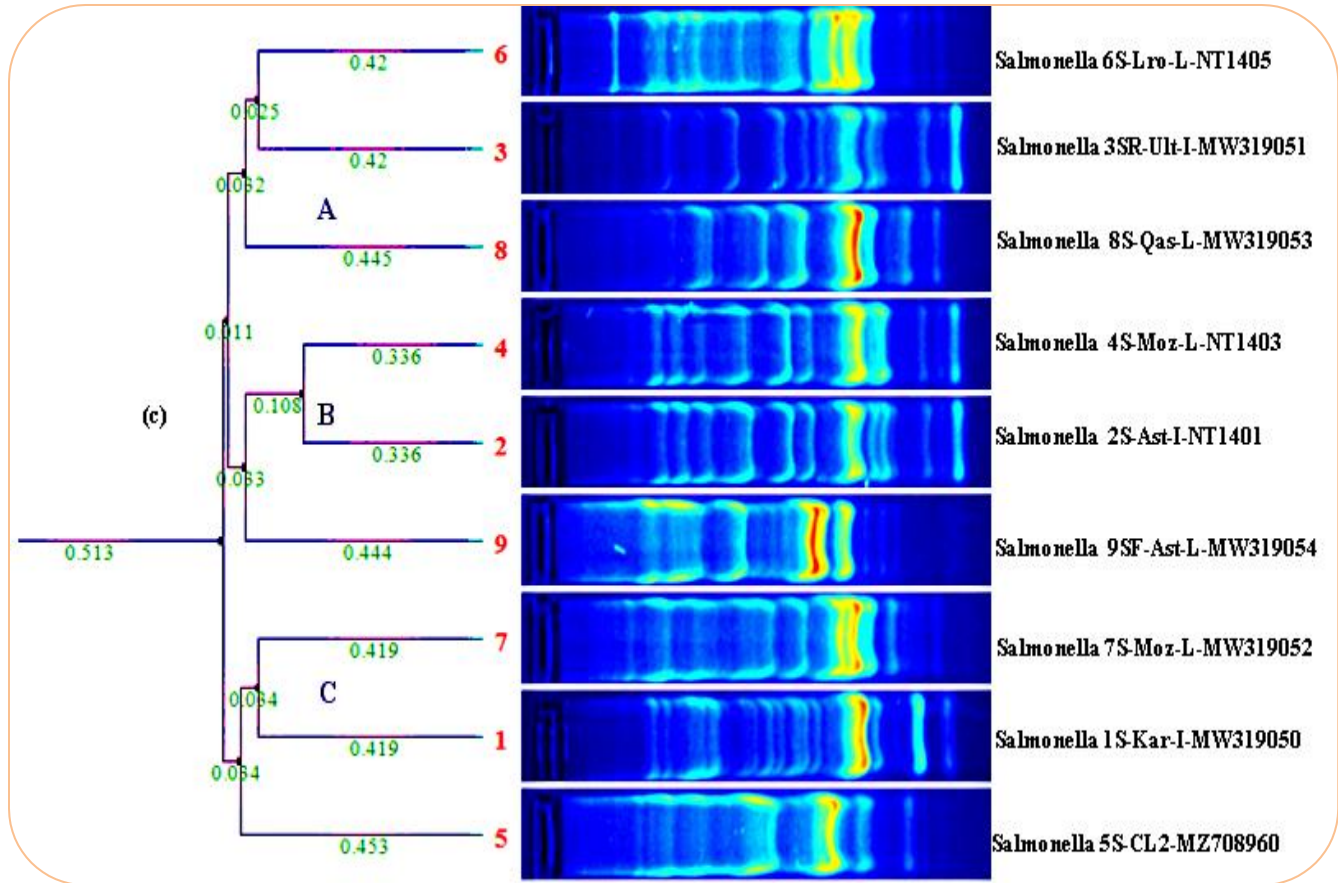 6
0.42
Salmonella 6S-Lro-L-NT1405
0.025
3
0.42
Salmonella 3SR-Ult-I-MW319051
0.032
A
8
0.445
Salmonella 8S-Qas-L-MW319053
0.011
4
0.336
Salmonella 4S-Moz-L-NT1403
0.108
(c)
B
2
0.336
Salmonella 2S-Ast-I-NT1401
0.033
9
0.444
Salmonella 9SF-Ast-L-MW319054
0.513
7
0.419
Salmonella 7S-Moz-L-MW319052
0.034
C
1
0.419
Salmonella 1S-Kar-I-MW319050
0.034
5
0.453
Salmonella 5S-CL2-MZ708960